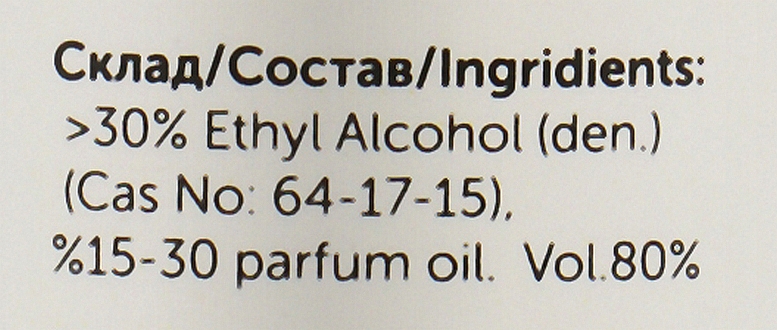 Склад/Состав/Ingridients:
>30% Ethyl Alcohol (den.)
(Cas No: 64-17-15),
%15-30 parfum oil. Vol.80%